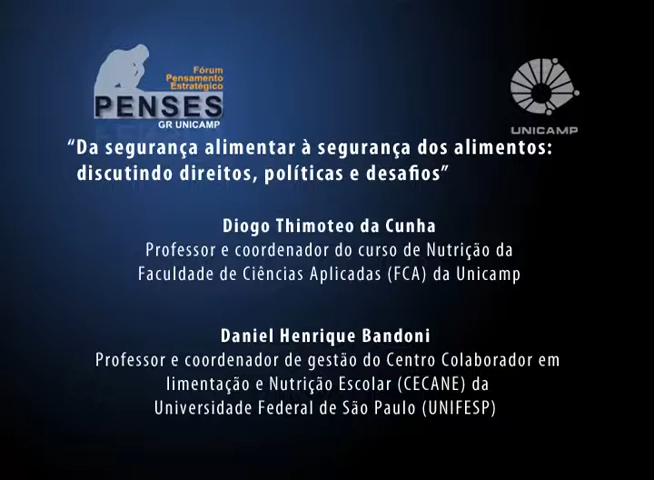 Fórum
Pensamento
Estratégico
PENSES
GR UNICAMP
UNICAMP
“Da segurança alimentar à segurança dos alimentos:
discutindo direitos, políticas e desafios”
Diogo Thimoteo da Cunha
Professor e coordenador do curso de Nutrição da
Faculdade de Ciências Aplicadas (FCA) da Unicamp
Daniel Henrique Bandoni
Professor e coordenador de gestão do Centro Colaborador em
limentação e Nutrição Escolar (CECANE) da
Universidade Federal de São Paulo (UNIFESP)